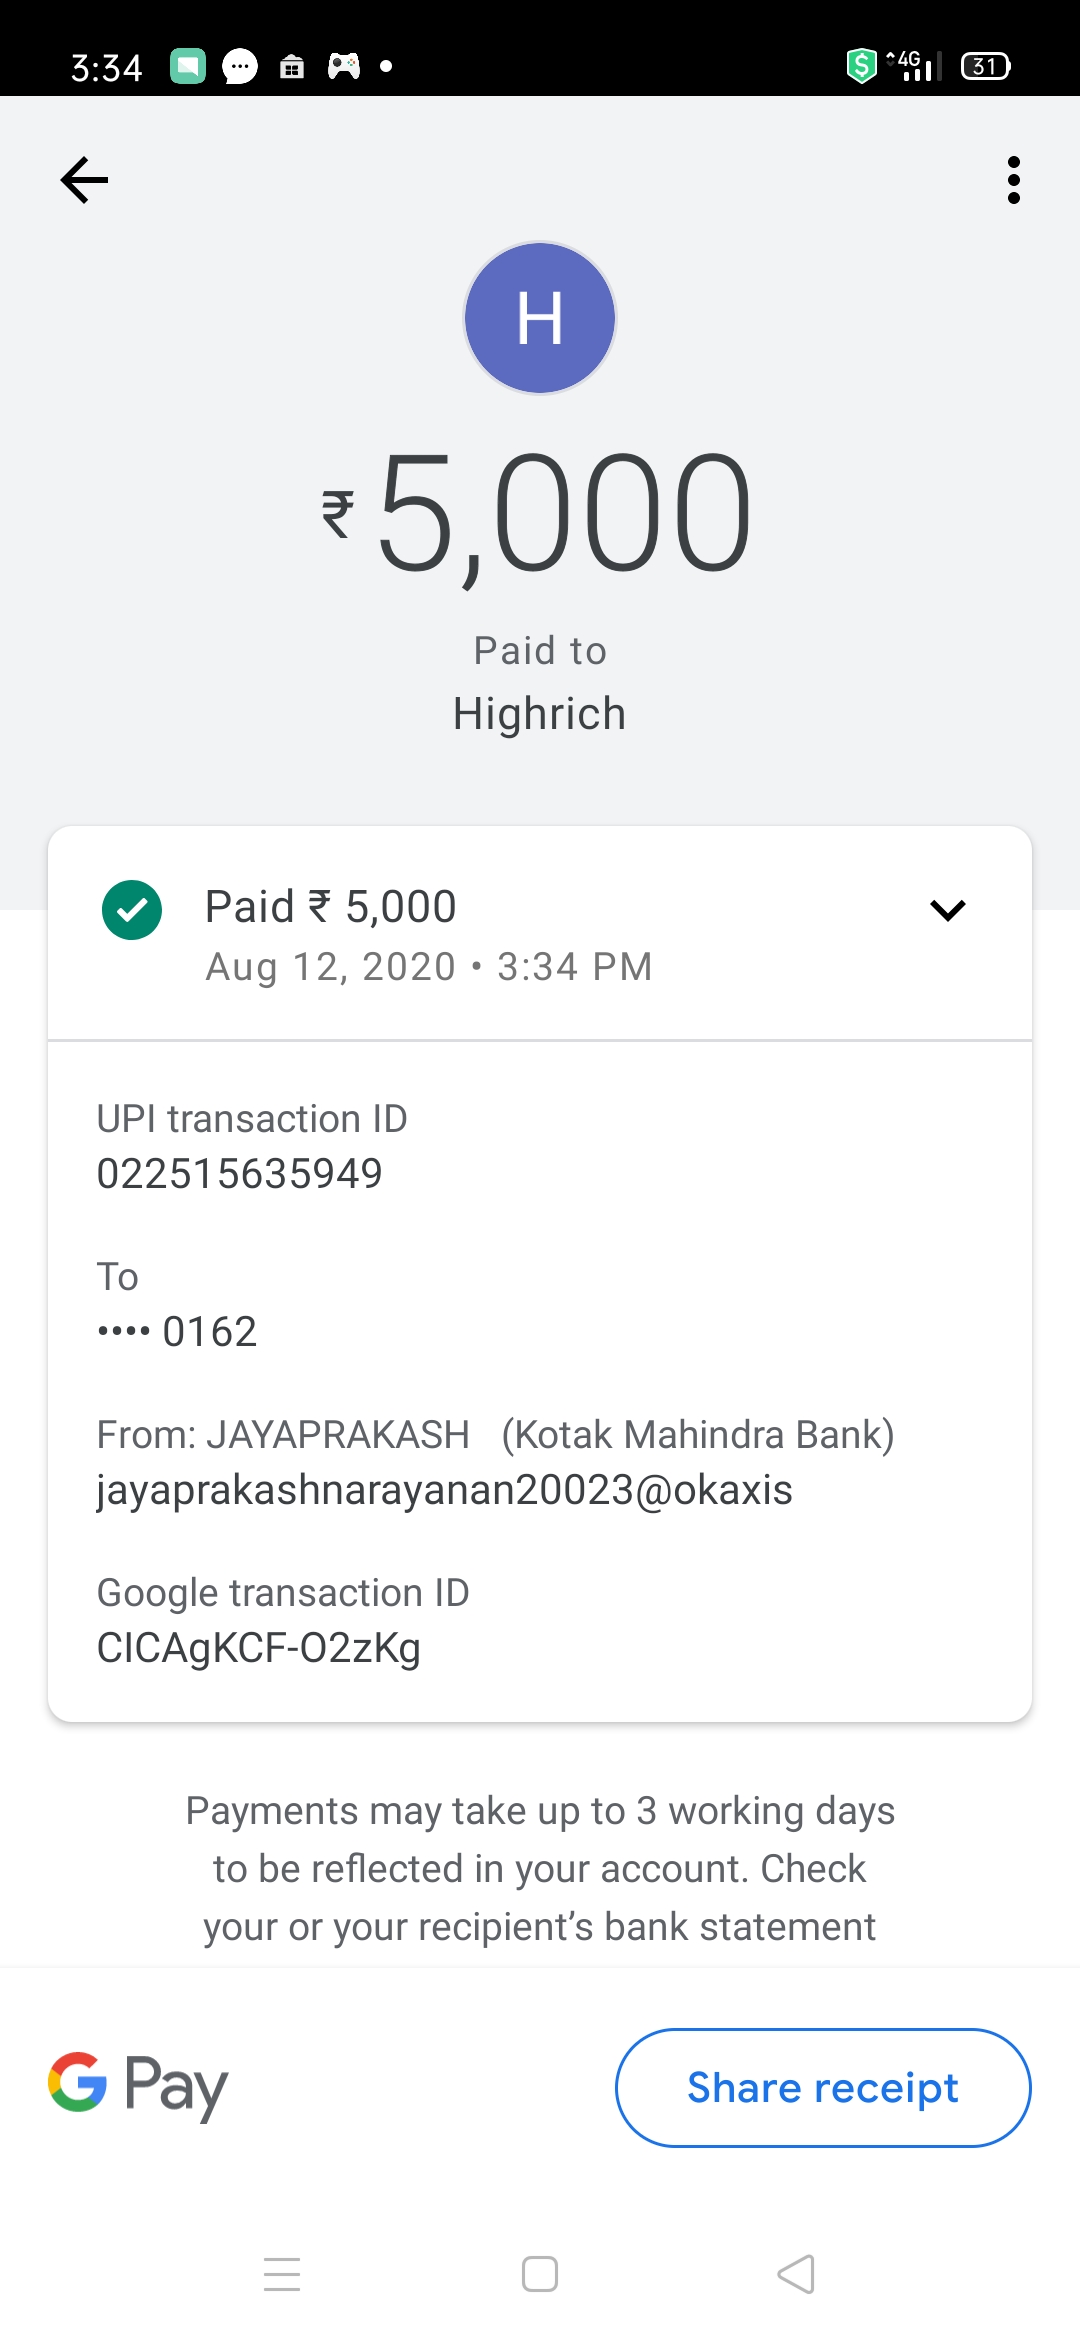 3:34
4G
31
H
₹5,000
Paid to
Highrich
Paid ₹ 5,000
Aug 12, 2020 • 3:34 PM
UPI transaction ID
022515635949
To
•••• 0162
From: JAYAPRAKASH (Kotak Mahindra Bank)
jayaprakashnarayanan20023@okaxis
Google transaction ID
CICAgKCF-O2zKg
Payments may take up to 3 working days
to be reflected in your account. Check
your or your recipient's bank statement
G Pay
Share receipt